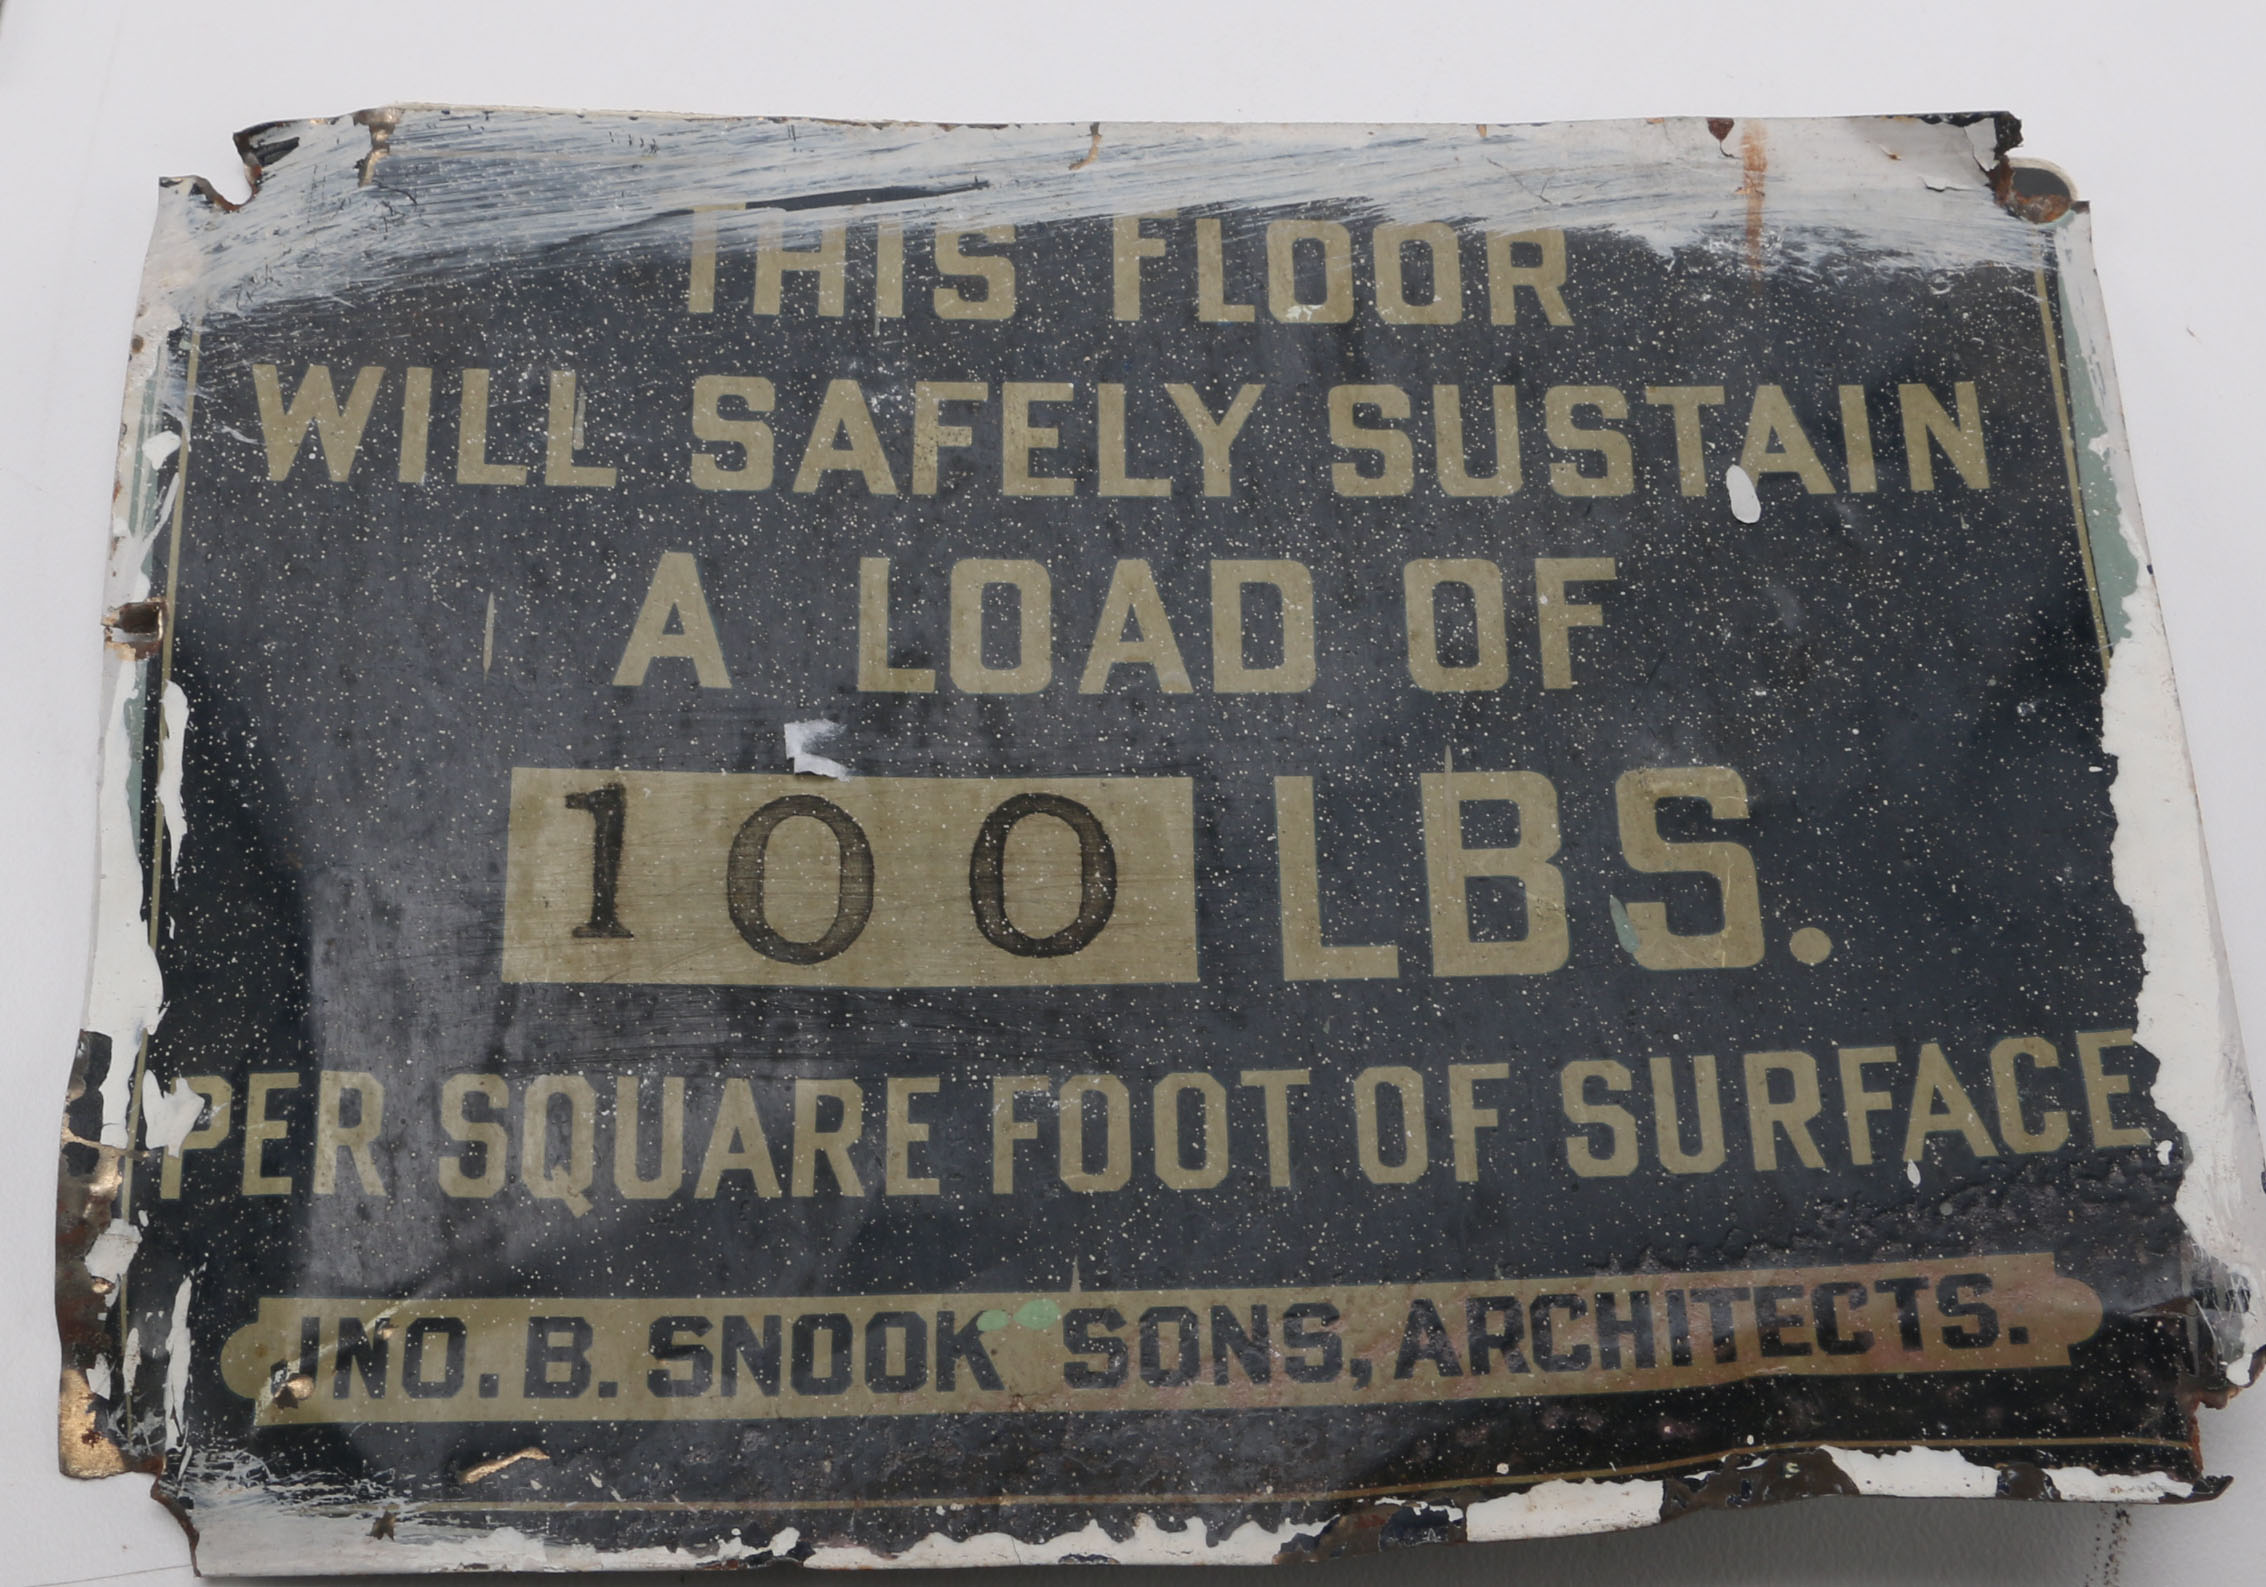 THIS FLOOR
WILL SAFELY SUSTAIN
A LOAD OF
100 LBS.
PER SQUARE FOOT OF SURFACE
JNO. B. SNOOK SONS, ARCHITECTS.